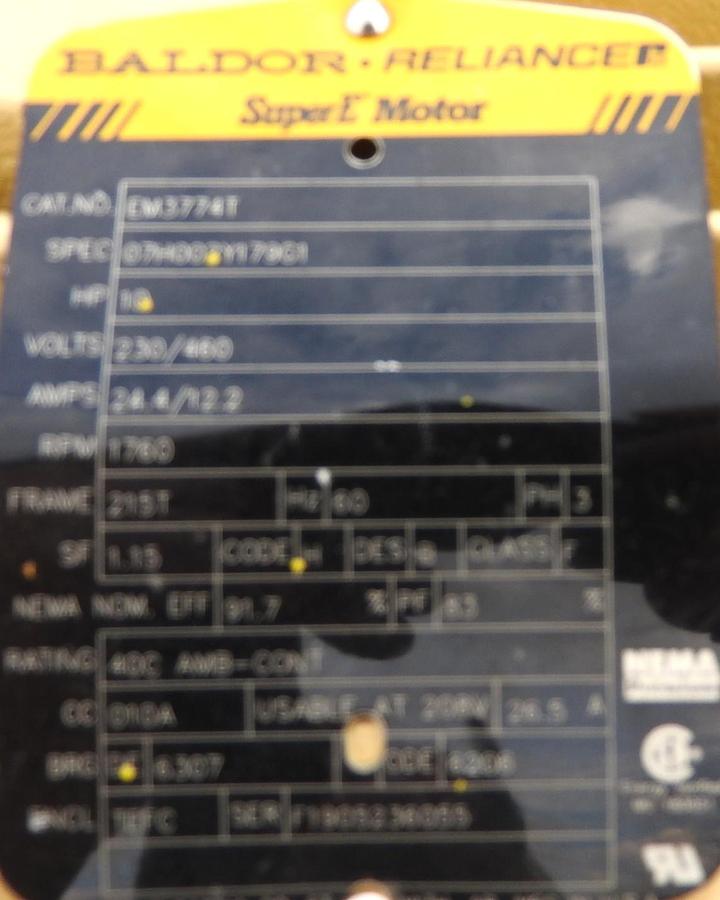 BALDOR · RELIANCE
SuperE Motor
CAT.NO. EM3774T
SPEC 07H002Y179G1
HP 10
VOLTS 230/460
AMPS 24.4/12.2
RPM 1760
FRAME 215T Hz 60 PH 3
SF 1.15 CODE H DES B CLASS F
NEMA NOM. EFF 91.7 % PF 83 %
RATING 40C AMB-CONT
CC 010A USABLE AT 208V 26.5 A
NEMA
BRG DE 6307 ODE 6206
ENCL TEFC SER